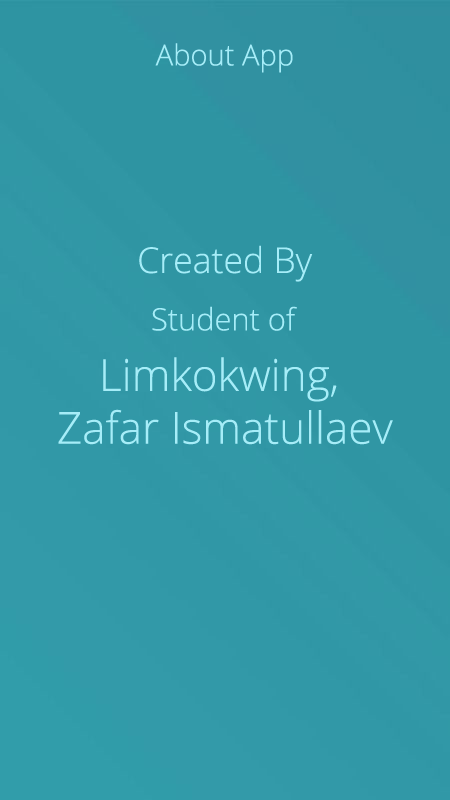 About App
Created By
Student of
Limkokwing,
Zafar Ismatullaev